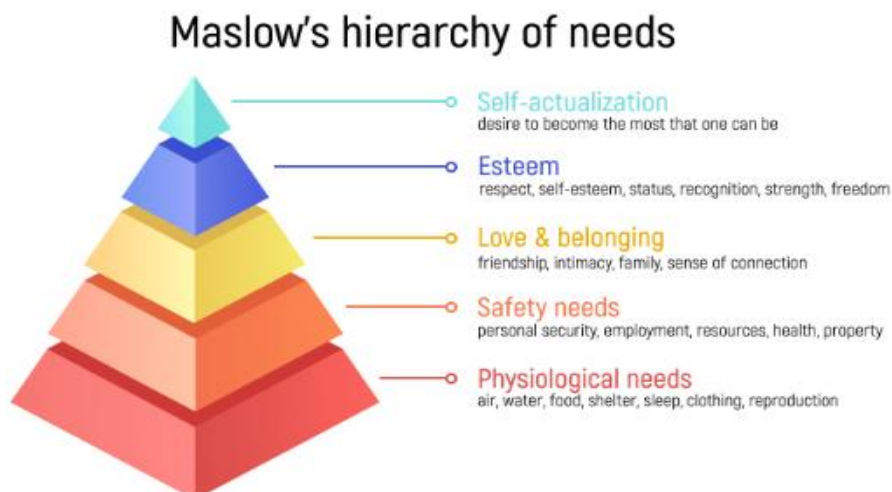 Maslow's hierarchy of needs
Self-actualization
desire to become the most that one can be
Esteem
respect, self-esteem, status, recognition, strength, freedom
Love & belonging
friendship, intimacy, family, sense of connection
Safety needs
personal security, employment, resources, health, property
Physiological needs
air, water, food, shelter, sleep, clothing, reproduction